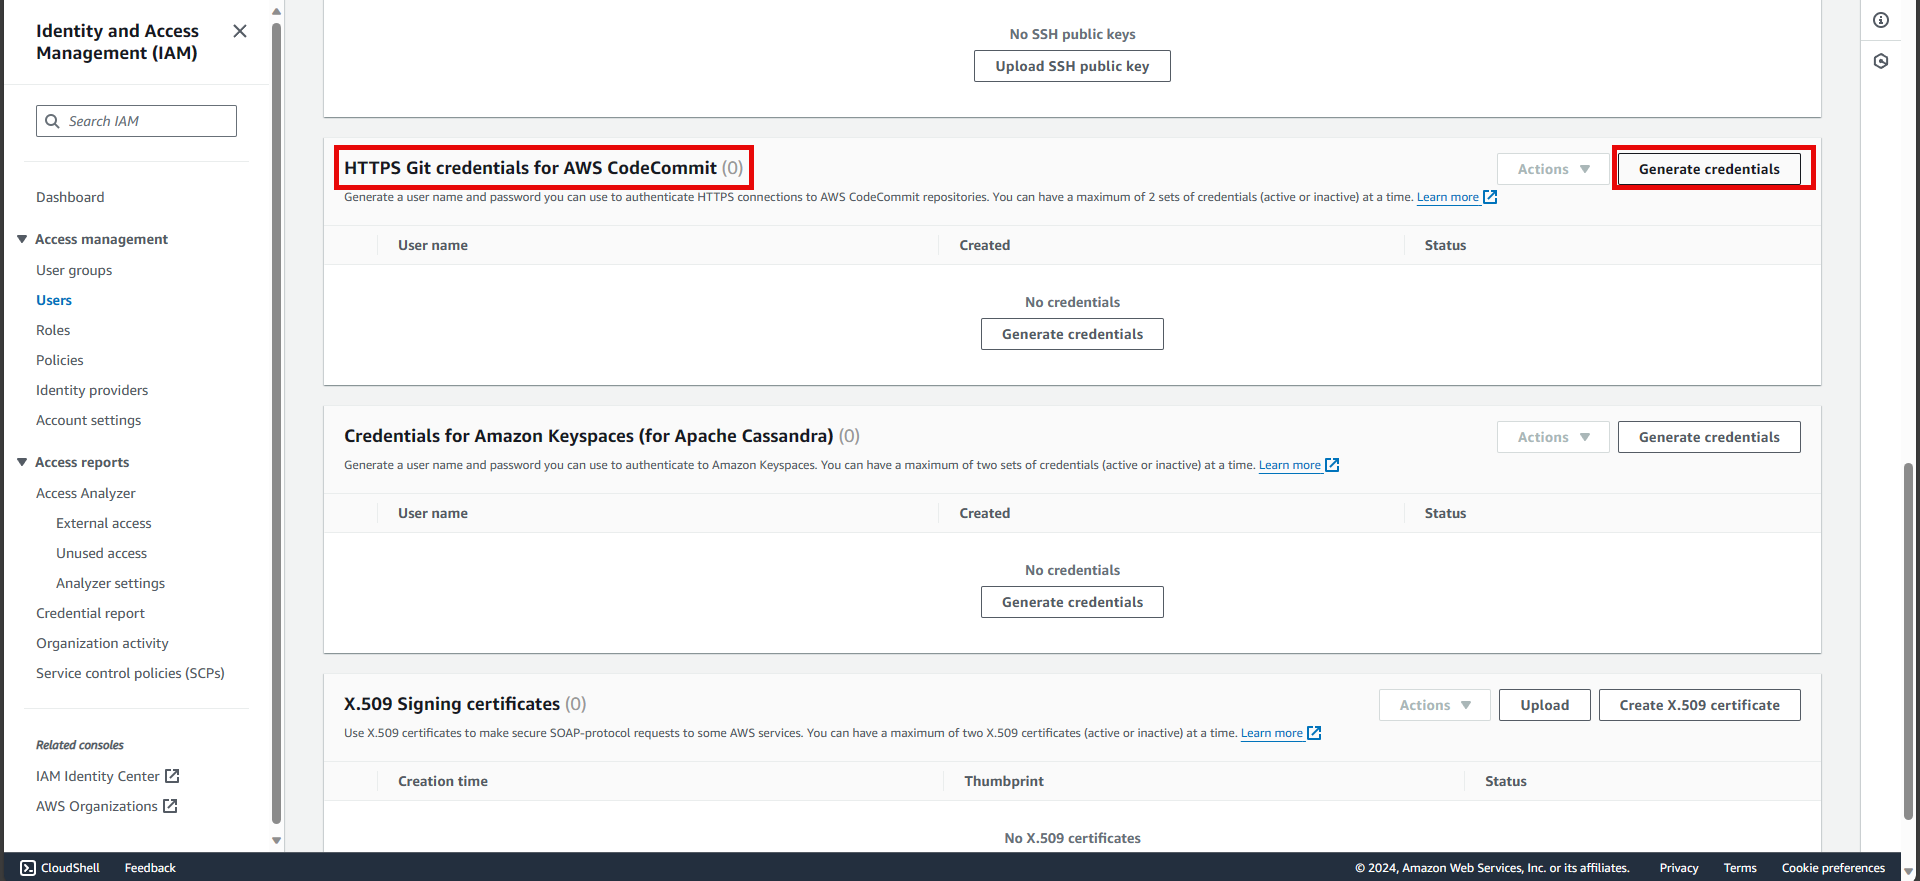 Identity and Access
Management (IAM)
Search IAM
Dashboard
Access management
User groups
Users
Roles
Policies
Identity providers
Account settings
Access reports
Access Analyzer
External access
Unused access
Analyzer settings
Credential report
Organization activity
Service control policies (SCPs)
Related consoles
IAM Identity Center
AWS Organizations
No SSH public keys
Upload SSH public key
HTTPS Git credentials for AWS CodeCommit (0)
Actions
Generate credentials
Generate a user name and password you can use to authenticate HTTPS connections to AWS CodeCommit repositories. You can have a maximum of 2 sets of credentials (active or inactive) at a time. Learn more
User name Created Status
No credentials
Generate credentials
Credentials for Amazon Keyspaces (for Apache Cassandra) (0)
Actions
Generate credentials
Generate a user name and password you can use to authenticate to Amazon Keyspaces. You can have a maximum of two sets of credentials (active or inactive) at a time. Learn more
User name Created Status
No credentials
Generate credentials
X.509 Signing certificates (0)
Actions
Upload
Create X.509 certificate
Use X.509 certificates to make secure SOAP-protocol requests to some AWS services. You can have a maximum of two X.509 certificates (active or inactive) at a time. Learn more
Creation time Thumbprint Status
No X.509 certificates
CloudShell Feedback © 2024, Amazon Web Services, Inc. or its affiliates. Privacy Terms Cookie preferences